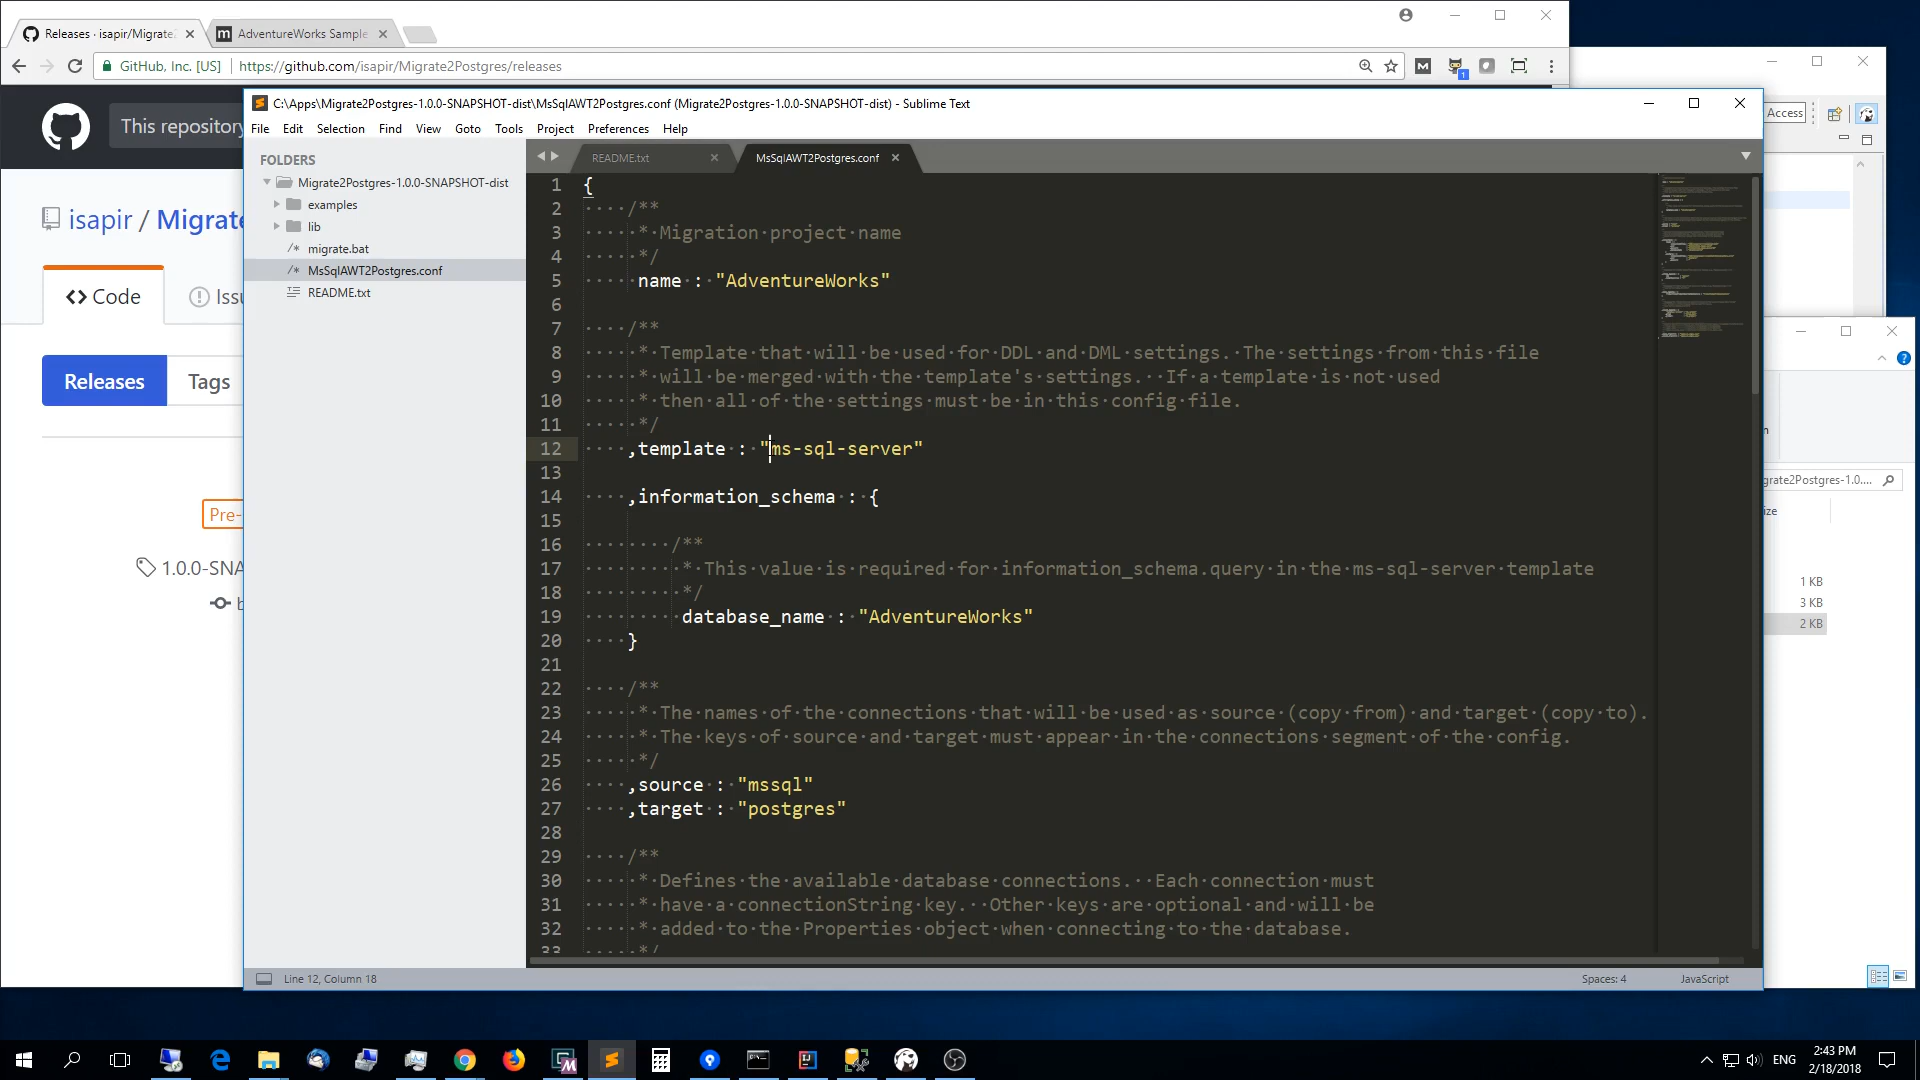 Releases · isapir/Migrate2
AdventureWorks Sample
GitHub, Inc. [US]
https://github.com/isapir/Migrate2Postgres/releases
This repository
isapir / Migrate
Code
Issu
Releases
Tags
Pre-
1.0.0-SNA
b
C:\Apps\Migrate2Postgres-1.0.0-SNAPSHOT-dist\MsSqlAWT2Postgres.conf (Migrate2Postgres-1.0.0-SNAPSHOT-dist) - Sublime Text
File Edit Selection Find View Goto Tools Project Preferences Help
FOLDERS
Migrate2Postgres-1.0.0-SNAPSHOT-dist
examples
lib
migrate.bat
MsSqlAWT2Postgres.conf
README.txt
README.txt
MsSqlAWT2Postgres.conf
1 {
2 /**
3 * Migration project name
4 */
5 name : "AdventureWorks"
6
7 /**
8 * Template that will be used for DDL and DML settings. The settings from this file
9 * will be merged with the template's settings. If a template is not used
10 * then all of the settings must be in this config file.
11 */
12 ,template : "ms-sql-server"
13
14 ,information_schema : {
15
16 /**
17 * This value is required for information_schema.query in the ms-sql-server template
18 */
19 database_name : "AdventureWorks"
20 }
21
22 /**
23 * The names of the connections that will be used as source (copy from) and target (copy to).
24 * The keys of source and target must appear in the connections segment of the config.
25 */
26 ,source : "mssql"
27 ,target : "postgres"
28
29 /**
30 * Defines the available database connections. Each connection must
31 * have a connectionString key. Other keys are optional and will be
32 * added to the Properties object when connecting to the database.
33 */
Line 12, Column 18
Spaces: 4
JavaScript
Access
grate2Postgres-1.0....
ize
1 KB
3 KB
2 KB
ENG
2:43 PM
2/18/2018